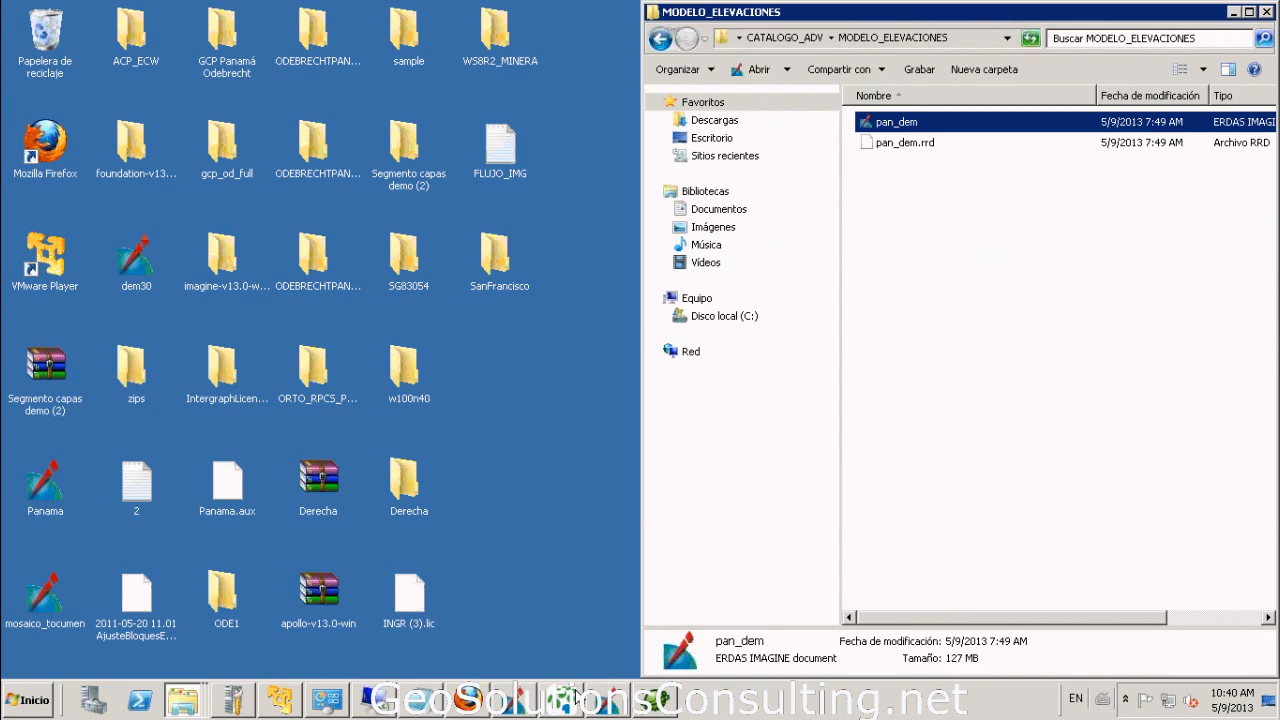 Papelera de
reciclaje
ACP_ECW
GCP Panamá
Odebrecht
ODEBRECHTPAN...
sample
WS8R2_MINERA
Mozilla Firefox
foundation-v13...
gcp_od_full
ODEBRECHTPAN...
Segmento capas
demo (2)
FLUJO_IMG
VMware Player
dem30
imagine-v13.0-w...
ODEBRECHTPAN...
SG83054
SanFrancisco
Segmento capas
demo (2)
zips
IntergraphLicen...
ORTO_RPCS_P...
w100n40
Panama
2
Panama.aux
Derecha
Derecha
mosaico_tocumen
2011-05-20 11.01
AjusteBloquesE...
ODE1
apollo-v13.0-win
INGR (3).lic
MODELO_ELEVACIONES
CATALOGO_ADV MODELO_ELEVACIONES
Buscar MODELO_ELEVACIONES
Organizar Abrir Compartir con Grabar Nueva carpeta
Favoritos
Descargas
Escritorio
Sitios recientes
Bibliotecas
Documentos
Imágenes
Música
Vídeos
Equipo
Disco local (C:)
Red
Nombre Fecha de modificación Tipo
pan_dem 5/9/2013 7:49 AM ERDAS IMAGI
pan_dem.rrd 5/9/2013 7:49 AM Archivo RRD
pan_dem Fecha de modificación: 5/9/2013 7:49 AM
ERDAS IMAGINE document Tamaño: 127 MB
Inicio
GeoSolutionsConsulting.net
EN
10:40 AM
5/9/2013